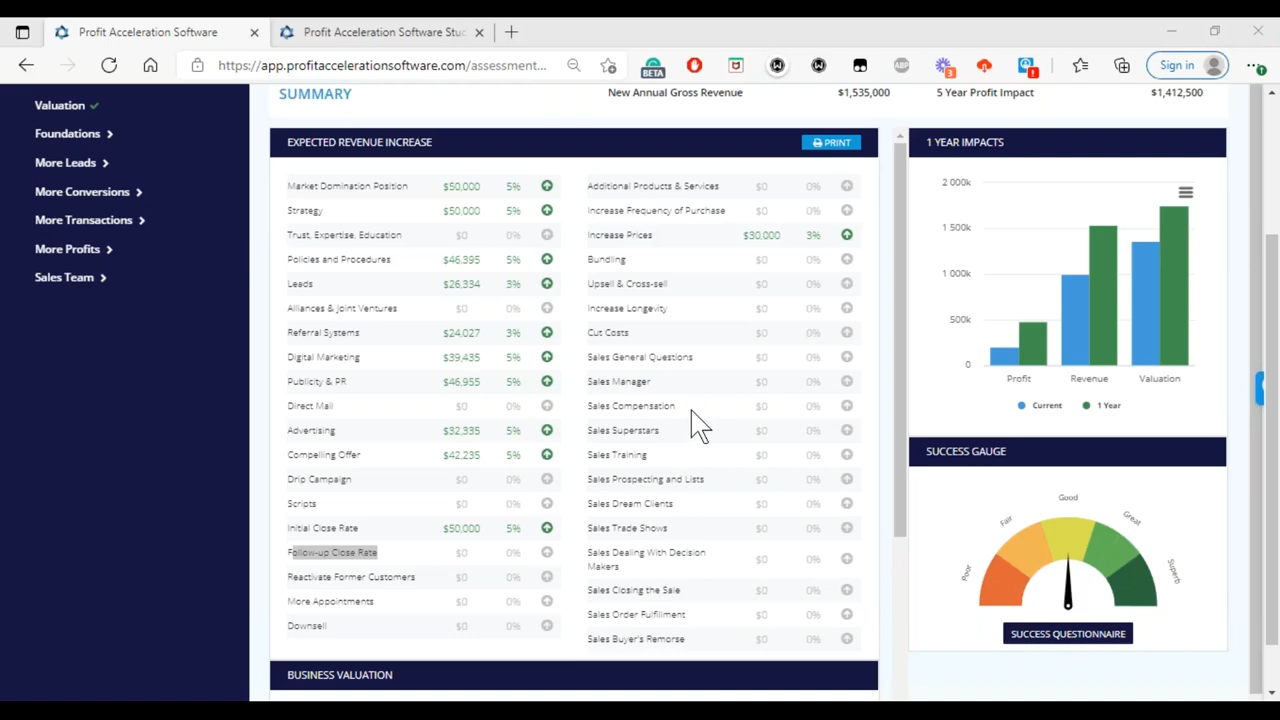 Profit Acceleration Software
Profit Acceleration Software Stud
https://app.profitaccelerationsoftware.com/assessment...
BETA
ABP
3
Sign in
1
SUMMARY
New Annual Gross Revenue $1,535,000
5 Year Profit Impact $1,412,500
Valuation
Foundations
More Leads
More Conversions
More Transactions
More Profits
Sales Team
EXPECTED REVENUE INCREASE
PRINT
Market Domination Position $50,000 5%
Strategy $50,000 5%
Trust, Expertise, Education $0 0%
Policies and Procedures $46,395 5%
Leads $26,334 3%
Alliances & Joint Ventures $0 0%
Referral Systems $24,027 3%
Digital Marketing $39,435 5%
Publicity & PR $46,955 5%
Direct Mail $0 0%
Advertising $32,335 5%
Compelling Offer $42,235 5%
Drip Campaign $0 0%
Scripts $0 0%
Initial Close Rate $50,000 5%
Follow-up Close Rate $0 0%
Reactivate Former Customers $0 0%
More Appointments $0 0%
Downsell $0 0%
Additional Products & Services $0 0%
Increase Frequency of Purchase $0 0%
Increase Prices $30,000 3%
Bundling $0 0%
Upsell & Cross-sell $0 0%
Increase Longevity $0 0%
Cut Costs $0 0%
Sales General Questions $0 0%
Sales Manager $0 0%
Sales Compensation $0 0%
Sales Superstars $0 0%
Sales Training $0 0%
Sales Prospecting and Lists $0 0%
Sales Dream Clients $0 0%
Sales Trade Shows $0 0%
Sales Dealing With Decision
Makers $0 0%
Sales Closing the Sale $0 0%
Sales Order Fulfillment $0 0%
Sales Buyer's Remorse $0 0%
BUSINESS VALUATION
1 YEAR IMPACTS
2 000k
1 500k
1 000k
500k
0
Profit Revenue Valuation
Current 1 Year
SUCCESS GAUGE
Poor
Fair
Good
Great
Superb
SUCCESS QUESTIONNAIRE